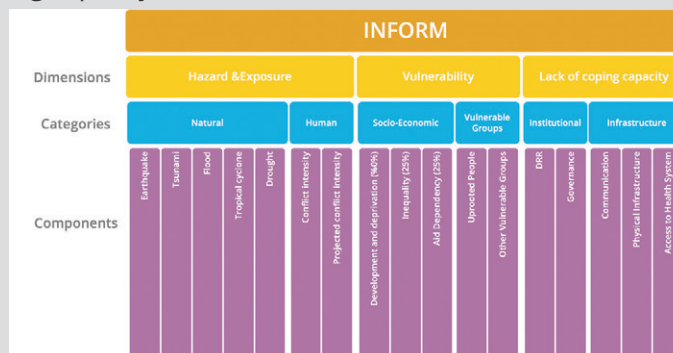 INFORM
Dimensions
Hazard &Exposure
Vulnerability
Lack of coping capacity
Categories
Natural
Human
Socio-Economic
Vulnerable
Groups
Institutional
Infrastructure
Components
Earthquake
Tsunami
Flood
Tropical cyclone
Drought
Conflict intensity
Projected conflict Intensity
Development and deprivation (%0%)
Inequality (25%)
Aid Dependency (25%)
Uprooted People
Other Vulnerable Groups
DRR
Governance
Communication
Physical Infrastructure
Access to Health System